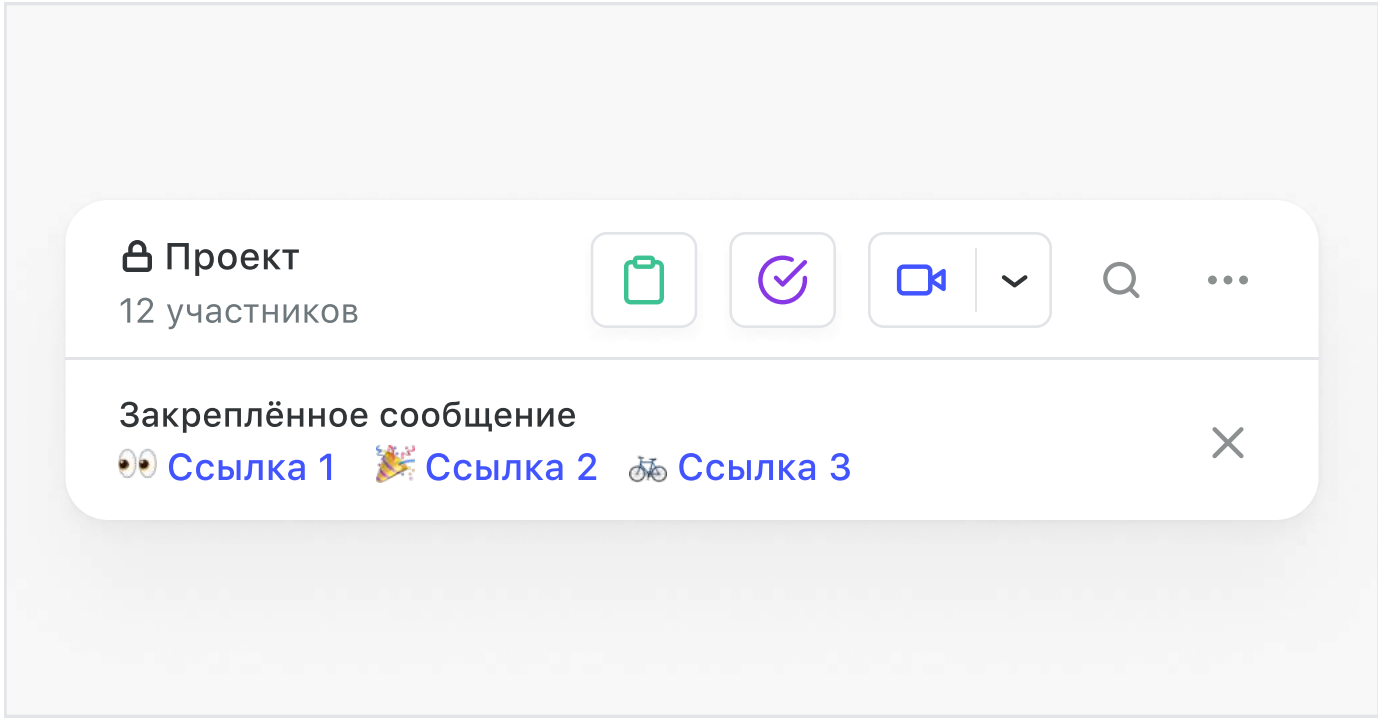 Проект
12 участников
Закреплённое сообщение
👀 Ссылка 1 🎉 Ссылка 2 🚲 Ссылка 3